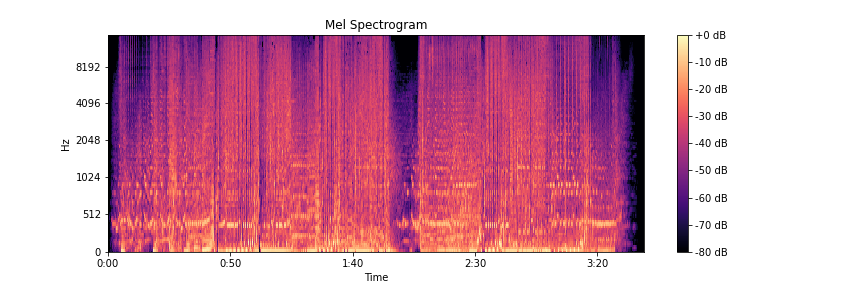 Mel Spectrogram
8192
4096
2048
1024
512
0
Hz
0:00 0:50 1:40 2:30 3:20
Time
+0 dB
-10 dB
-20 dB
-30 dB
-40 dB
-50 dB
-60 dB
-70 dB
-80 dB